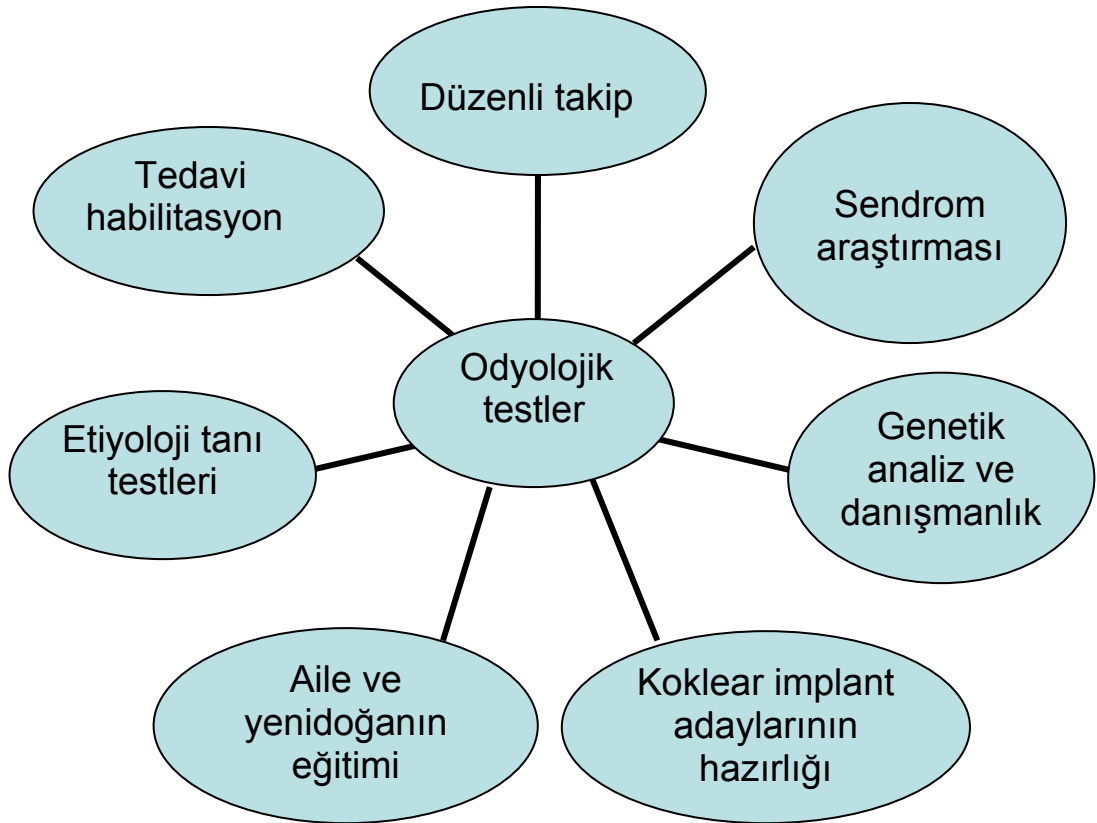 Düzenli takip
Tedavi
habilitasyon
Sendrom
araştırması
Odyolojik
testler
Etiyoloji tanı
testleri
Genetik
analiz ve
danışmanlık
Aile ve
yenidoğanın
eğitimi
Koklear implant
adaylarının
hazırlığı